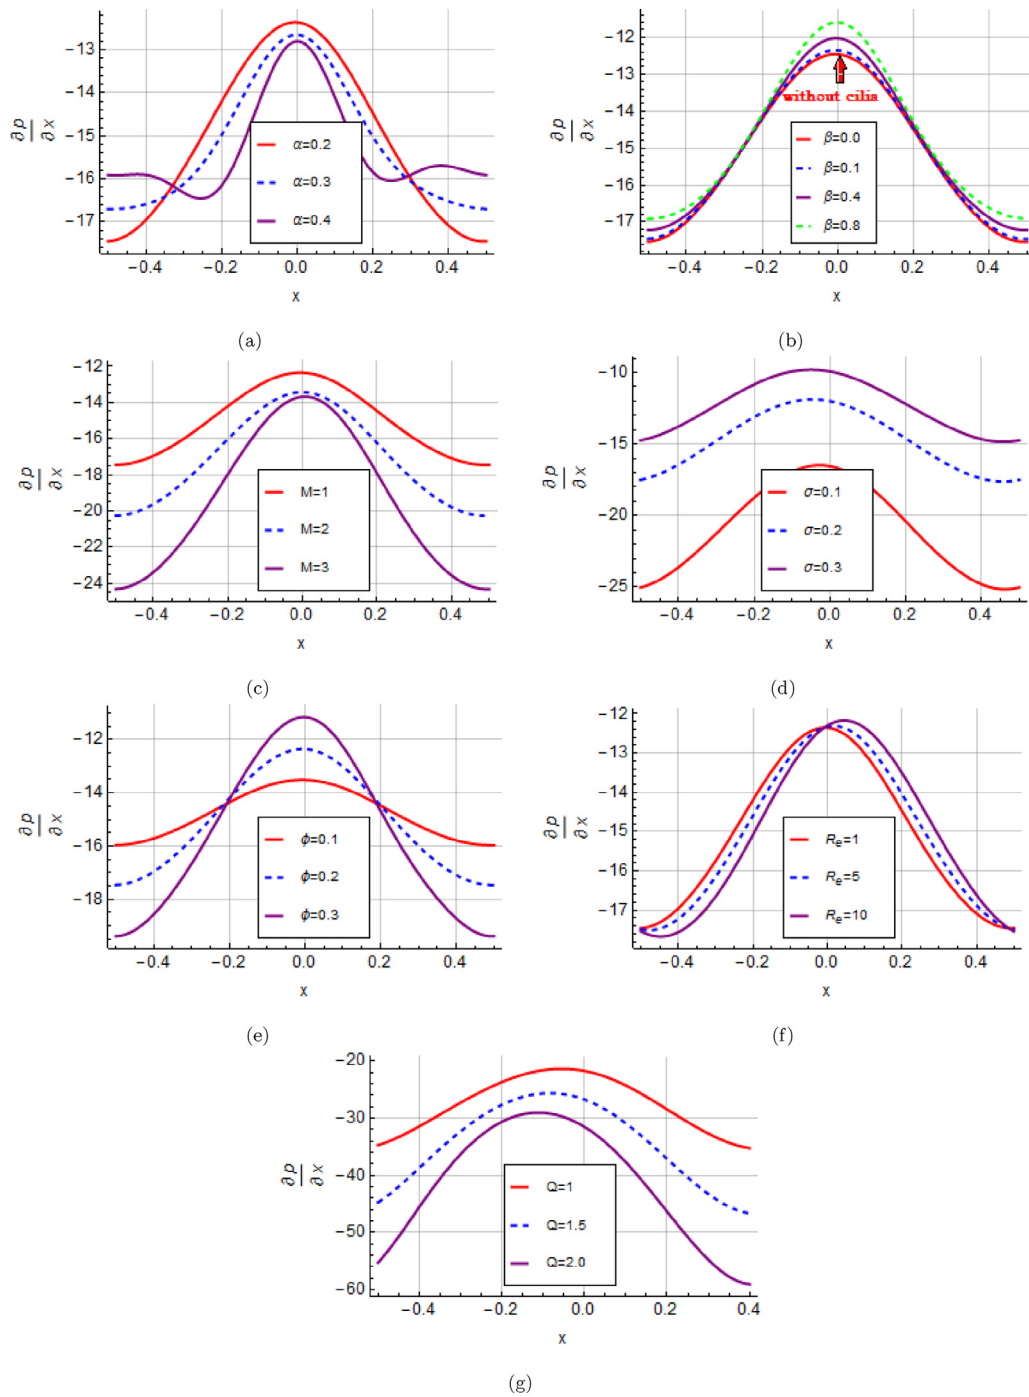 ∂p/∂x
−13
−14
−15
−16
−17
α=0.2
α=0.3
α=0.4
−0.4 −0.2 0.0 0.2 0.4
x
(a)
∂p/∂x
−12
−13
−14
−15
−16
−17
without cilia
β=0.0
β=0.1
β=0.4
β=0.8
−0.4 −0.2 0.0 0.2 0.4
x
(b)
∂p/∂x
−12
−14
−16
−18
−20
−22
−24
M=1
M=2
M=3
−0.4 −0.2 0.0 0.2 0.4
x
(c)
∂p/∂x
−10
−15
−20
−25
σ=0.1
σ=0.2
σ=0.3
−0.4 −0.2 0.0 0.2 0.4
x
(d)
∂p/∂x
−12
−14
−16
−18
ϕ=0.1
ϕ=0.2
ϕ=0.3
−0.4 −0.2 0.0 0.2 0.4
x
(e)
∂p/∂x
−12
−13
−14
−15
−16
−17
Re=1
Re=5
Re=10
−0.4 −0.2 0.0 0.2 0.4
x
(f)
∂p/∂x
−20
−30
−40
−50
−60
Q=1
Q=1.5
Q=2.0
−0.4 −0.2 0.0 0.2 0.4
x
(g)